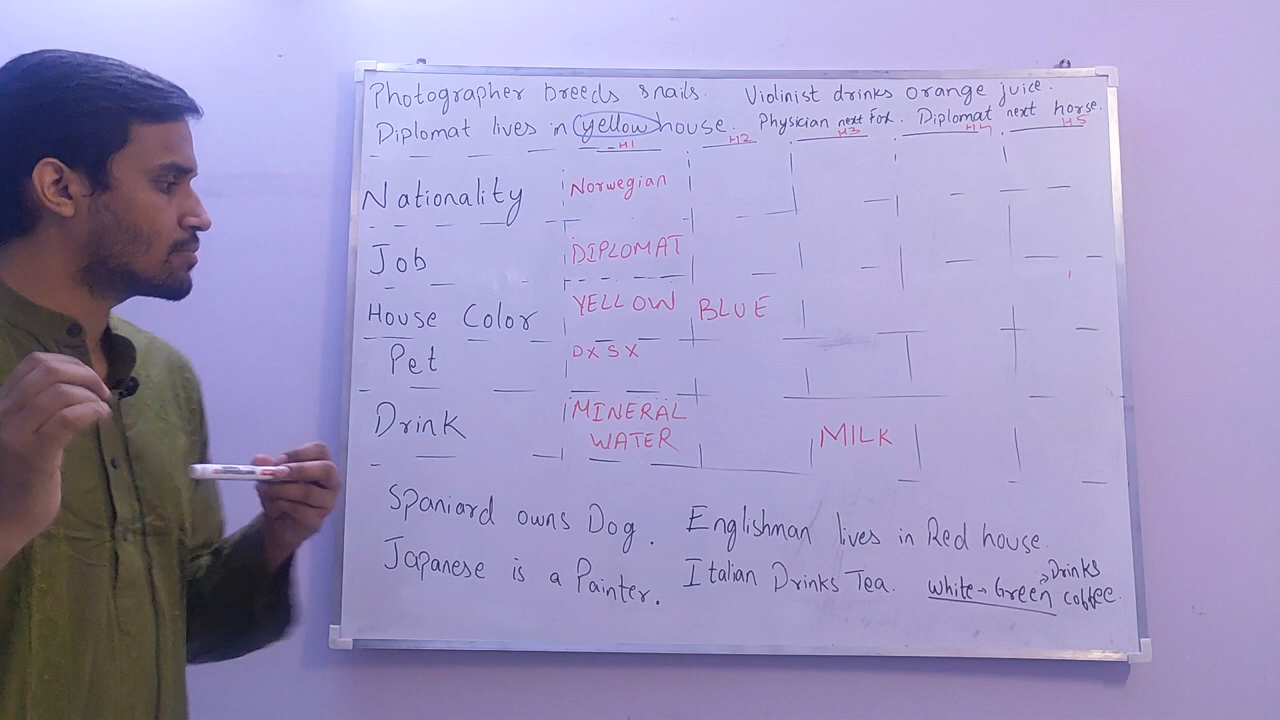 Photographer breeds snails. Violinist drinks orange juice.
Diplomat lives in yellow house. Physician next Fox. Diplomat next horse.
H1 H2 H3 H4 H5
Nationality Norwegian
Job DIPLOMAT
House Color YELLOW BLUE
Pet DX SX
Drink MINERAL WATER MILK
Spaniard owns Dog. Englishman lives in Red house.
Japanese is a Painter. Italian Drinks Tea. White → Green → Drinks coffee.